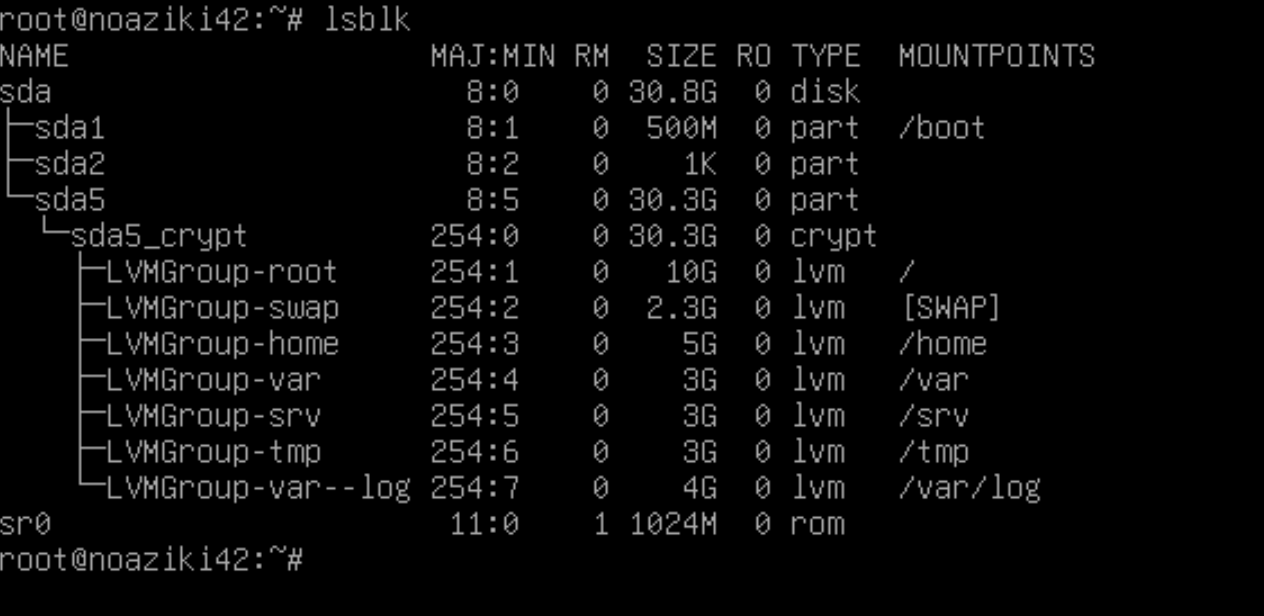 root@noaziki42:~# lsblk
NAME                    MAJ:MIN RM  SIZE RO TYPE  MOUNTPOINTS
sda                       8:0    0 30.8G  0 disk
├─sda1                    8:1    0  500M  0 part  /boot
├─sda2                    8:2    0    1K  0 part
└─sda5                    8:5    0 30.3G  0 part
  └─sda5_crypt          254:0    0 30.3G  0 crypt
    ├─LVMGroup-root     254:1    0   10G  0 lvm   /
    ├─LVMGroup-swap     254:2    0  2.3G  0 lvm   [SWAP]
    ├─LVMGroup-home     254:3    0    5G  0 lvm   /home
    ├─LVMGroup-var      254:4    0    3G  0 lvm   /var
    ├─LVMGroup-srv      254:5    0    3G  0 lvm   /srv
    ├─LVMGroup-tmp      254:6    0    3G  0 lvm   /tmp
    └─LVMGroup-var--log 254:7    0    4G  0 lvm   /var/log
sr0                      11:0    1 1024M  0 rom
root@noaziki42:~#